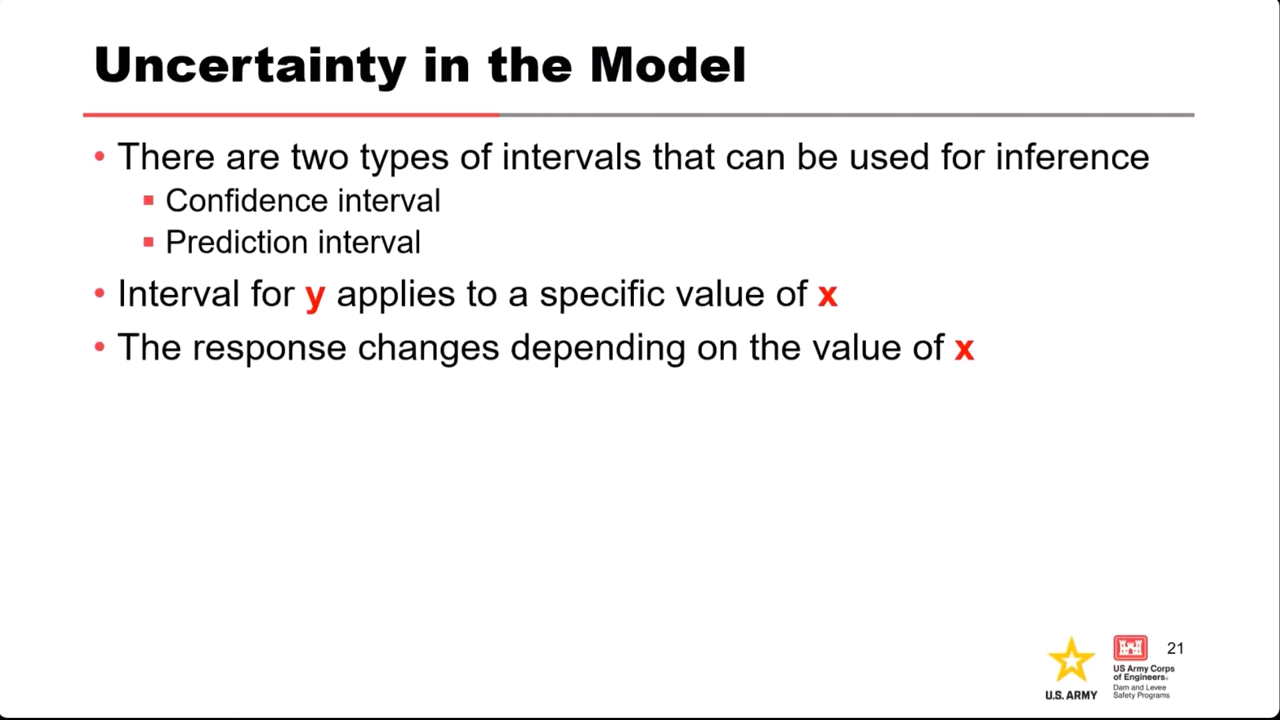 Uncertainty in the Model
• There are two types of intervals that can be used for inference
▪ Confidence interval
▪ Prediction interval
• Interval for y applies to a specific value of x
• The response changes depending on the value of x
21
U.S. ARMY
US Army Corps
of Engineers®
Dam and Levee
Safety Programs